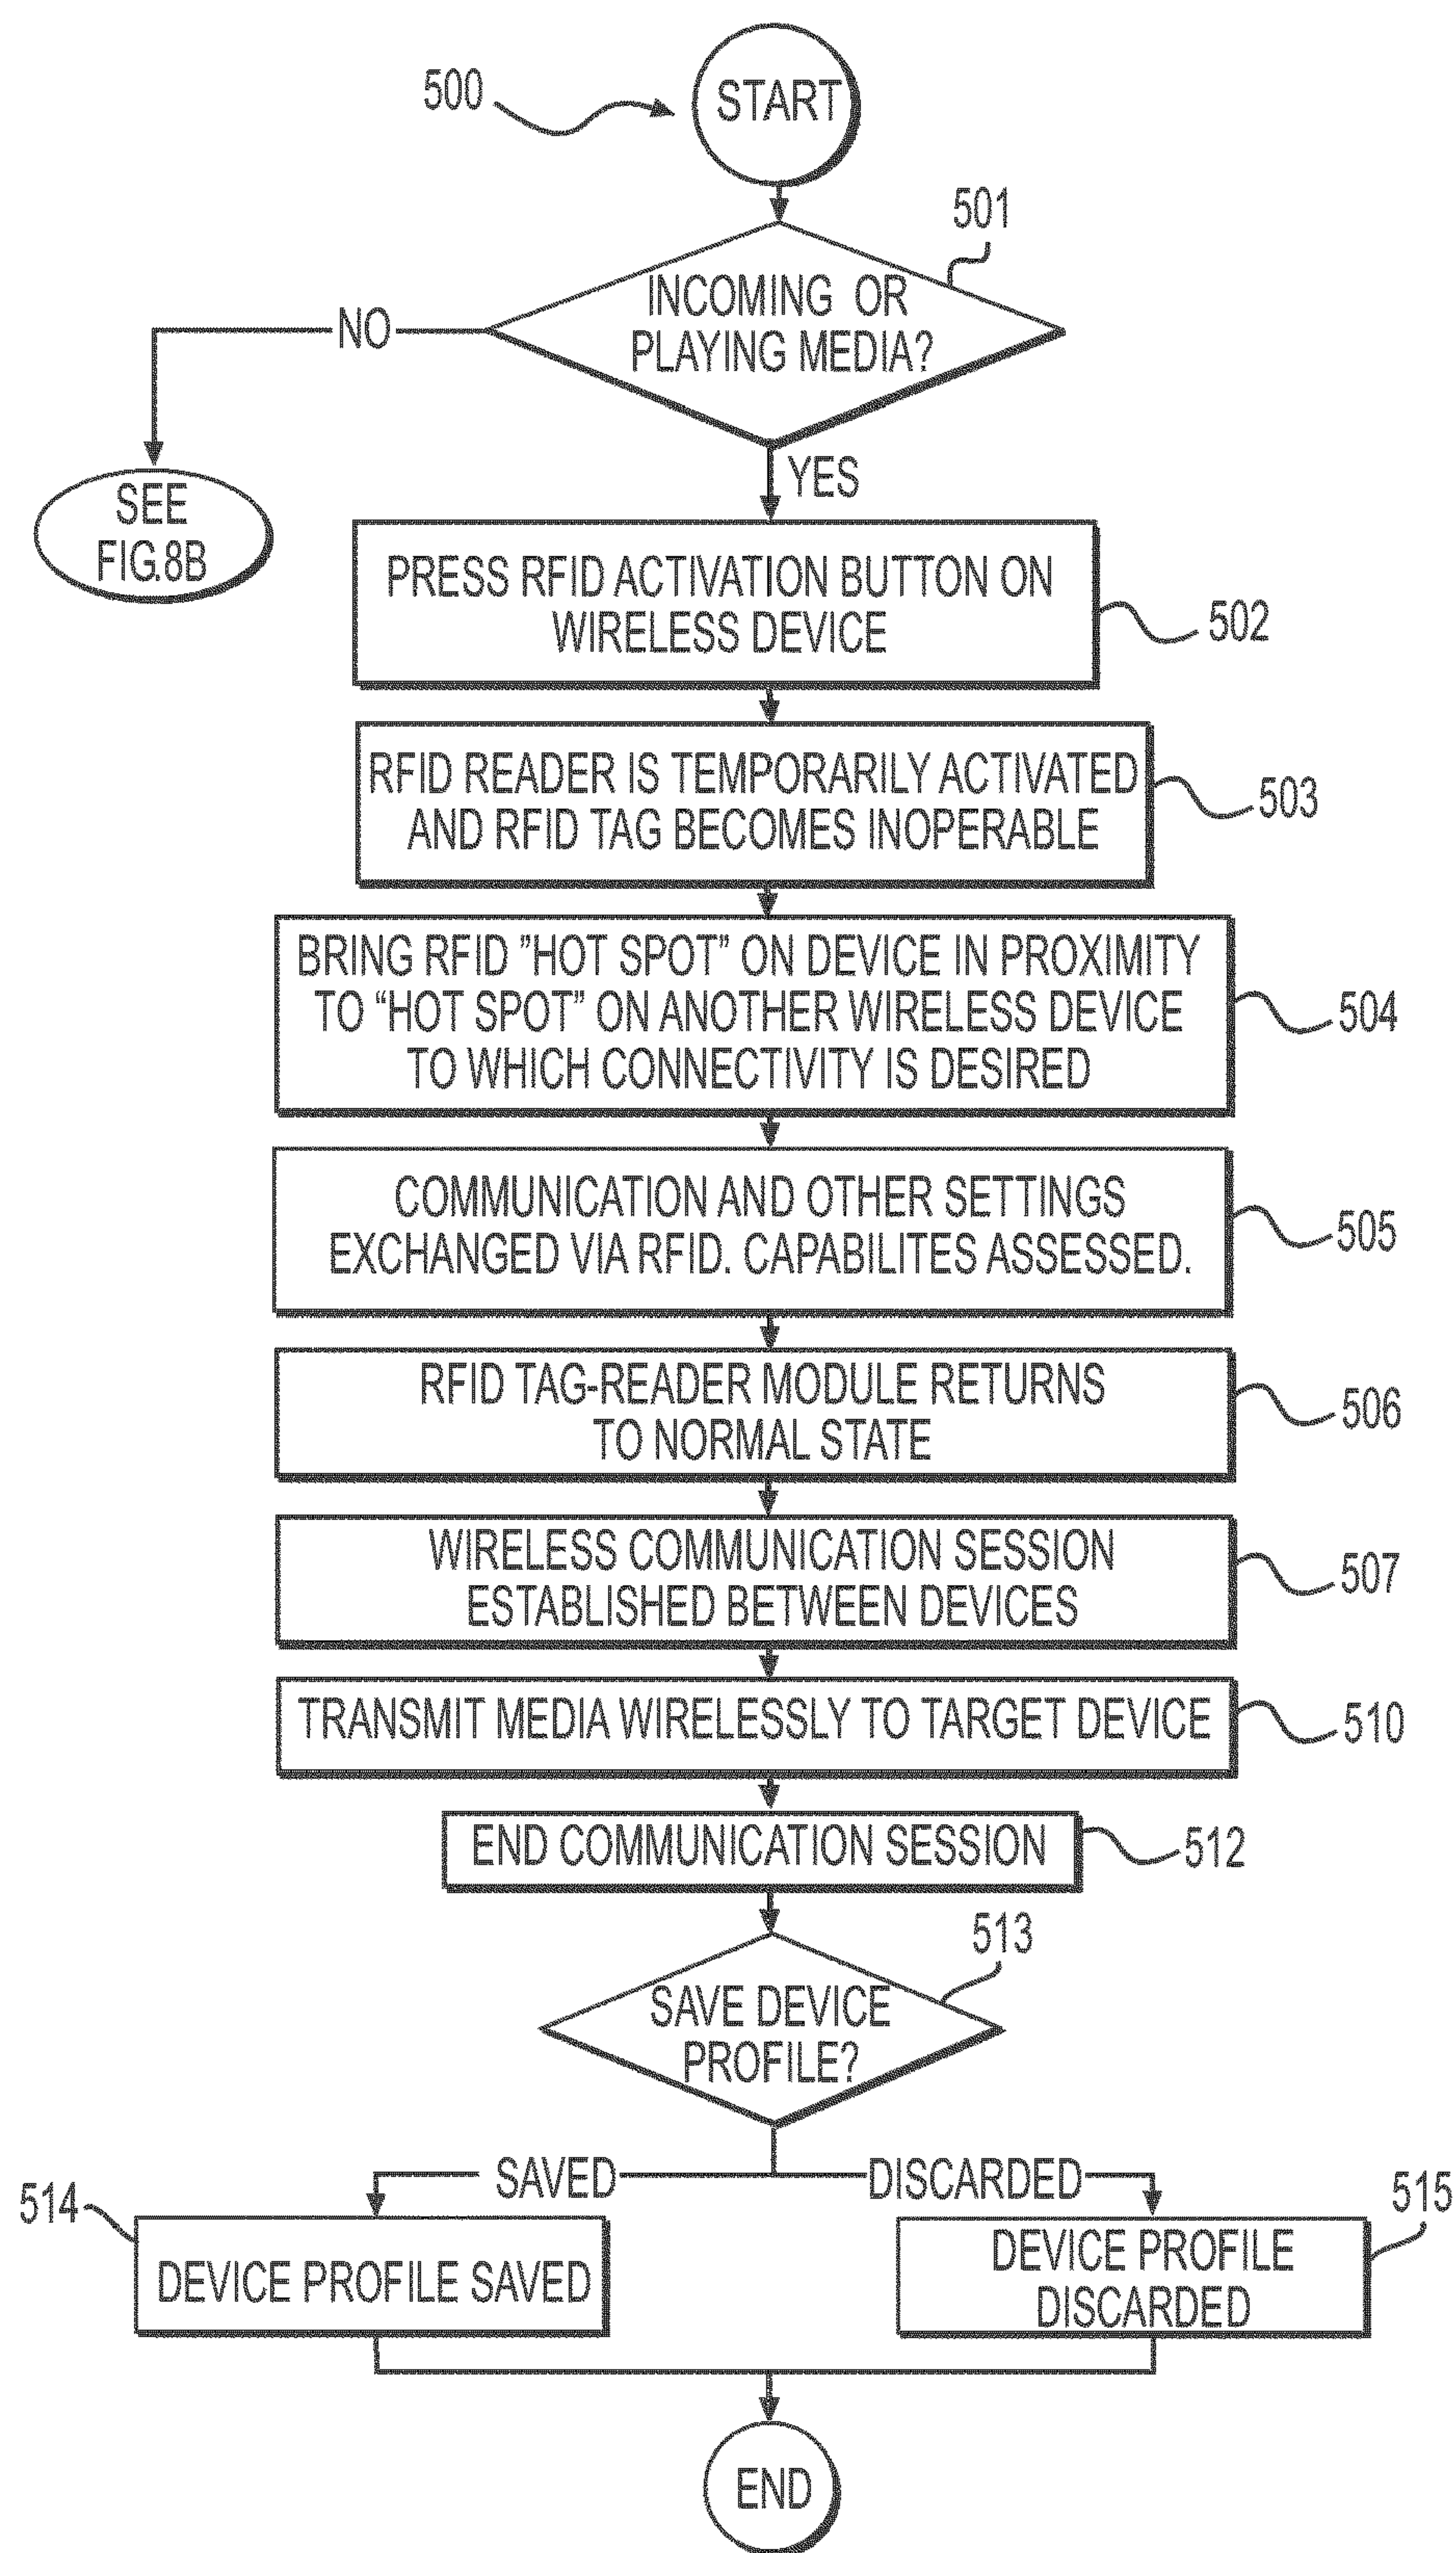 500
START
501
INCOMING OR
PLAYING MEDIA?
NO
SEE
FIG.8B
YES
PRESS RFID ACTIVATION BUTTON ON
WIRELESS DEVICE
502
RFID READER IS TEMPORARILY ACTIVATED
AND RFID TAG BECOMES INOPERABLE
503
BRING RFID ”HOT SPOT” ON DEVICE IN PROXIMITY
TO “HOT SPOT” ON ANOTHER WIRELESS DEVICE
TO WHICH CONNECTIVITY IS DESIRED
504
COMMUNICATION AND OTHER SETTINGS
EXCHANGED VIA RFID. CAPABILITES ASSESSED.
505
RFID TAG-READER MODULE RETURNS
TO NORMAL STATE
506
WIRELESS COMMUNICATION SESSION
ESTABLISHED BETWEEN DEVICES
507
TRANSMIT MEDIA WIRELESSLY TO TARGET DEVICE
510
END COMMUNICATION SESSION
512
513
SAVE DEVICE
PROFILE?
SAVED
DISCARDED
514
DEVICE PROFILE SAVED
515
DEVICE PROFILE
DISCARDED
END